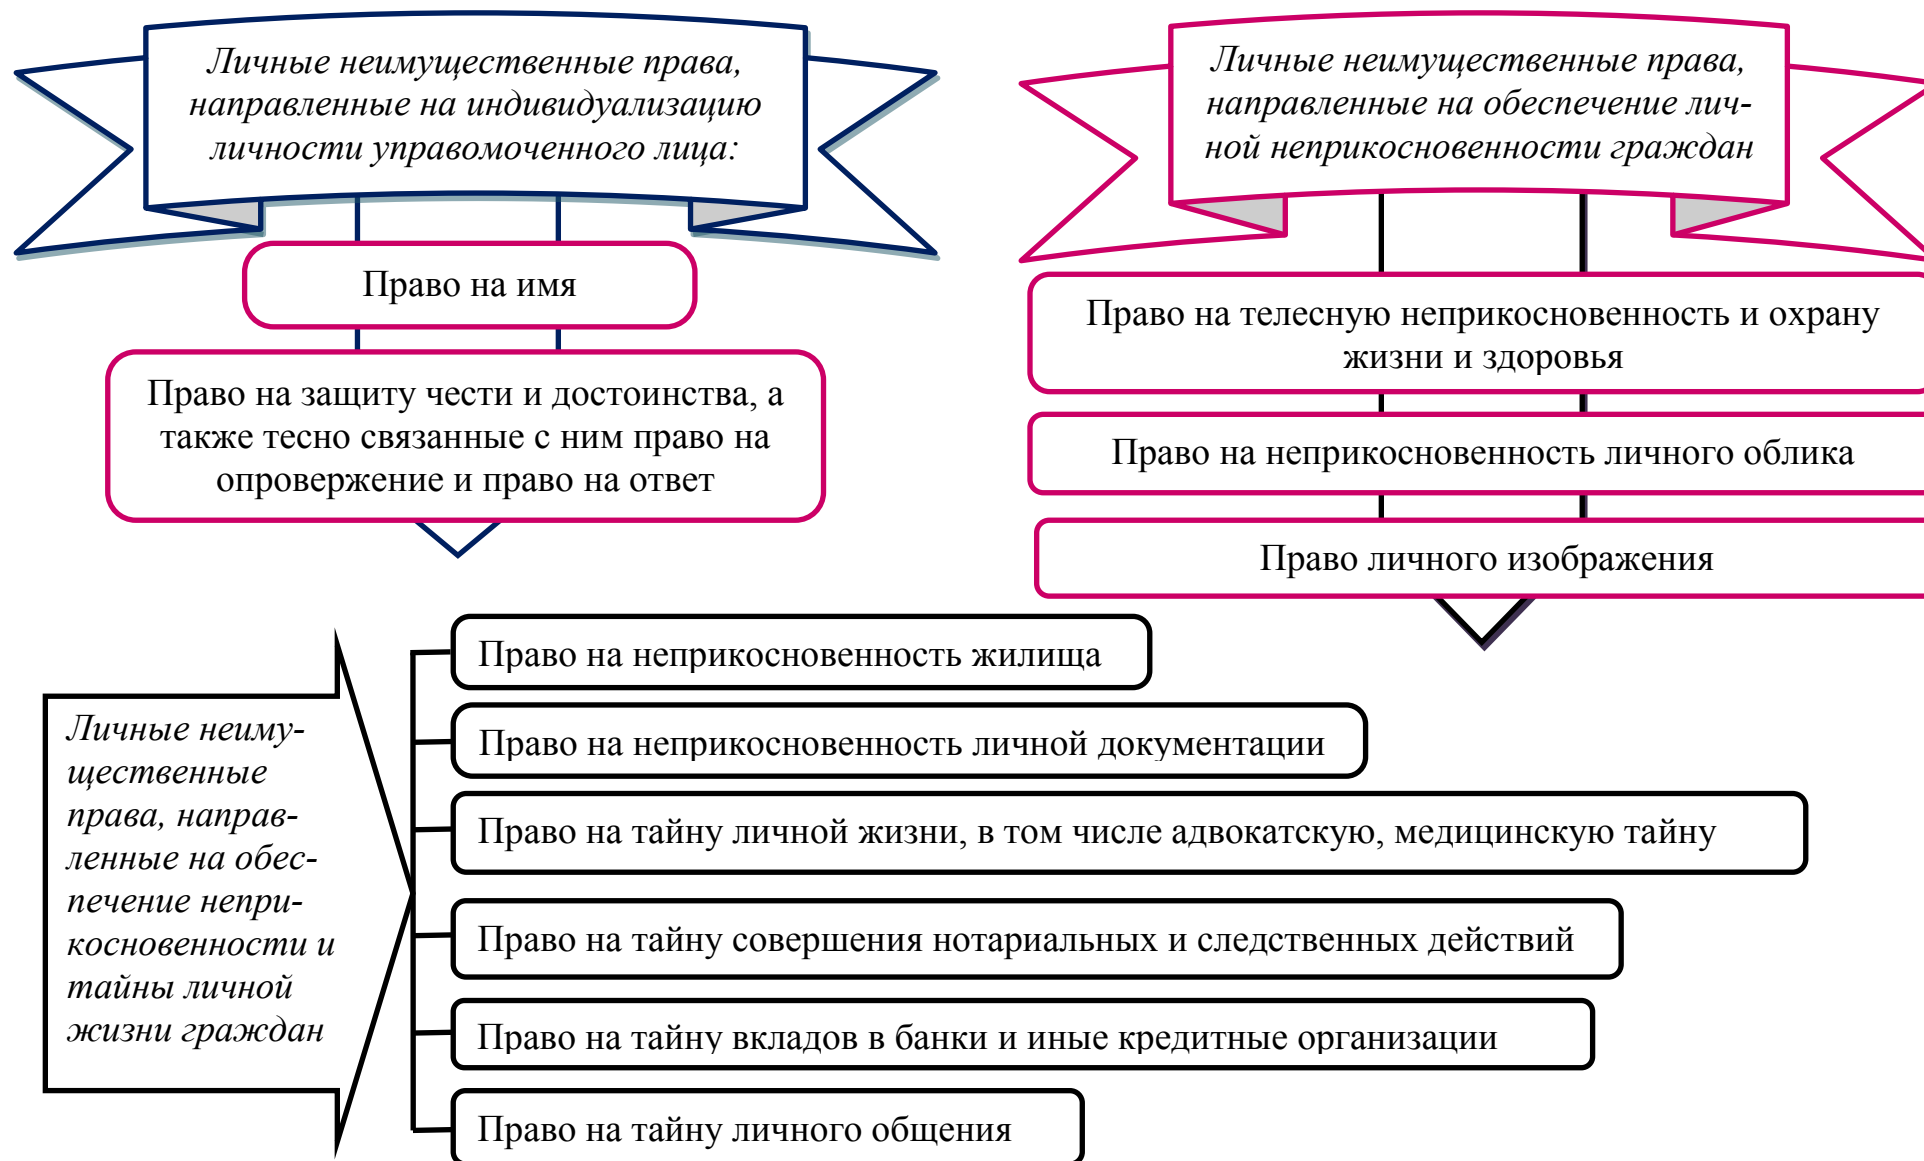 Личные неимущественные права,
направленные на индивидуализацию
личности управомоченного лица:
Право на имя
Право на защиту чести и достоинства, а
также тесно связанные с ним право на
опровержение и право на ответ
Личные неимущественные права,
направленные на обеспечение лич-
ной неприкосновенности граждан
Право на телесную неприкосновенность и охрану
жизни и здоровья
Право на неприкосновенность личного облика
Право личного изображения
Личные неиму-
щественные
права, направ-
ленные на обес-
печение непри-
косновенности и
тайны личной
жизни граждан
Право на неприкосновенность жилища
Право на неприкосновенность личной документации
Право на тайну личной жизни, в том числе адвокатскую, медицинскую тайну
Право на тайну совершения нотариальных и следственных действий
Право на тайну вкладов в банки и иные кредитные организации
Право на тайну личного общения